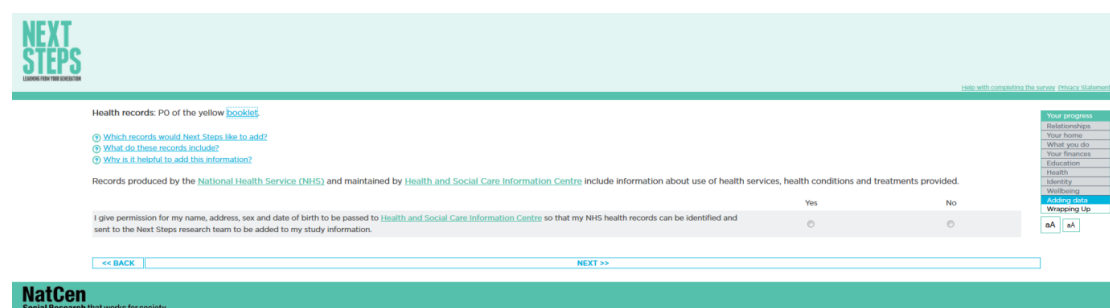 NEXT
STEPS
LEARNING FROM YOUR GENERATION
Help with completing the survey Privacy Statement
Health records: P0 of the yellow booklet.
Which records would Next Steps like to add?
What do these records include?
Why is it helpful to add this information?
Records produced by the National Health Service (NHS) and maintained by Health and Social Care Information Centre include information about use of health services, health conditions and treatments provided.
Yes No
I give permission for my name, address, sex and date of birth to be passed to Health and Social Care Information Centre so that my NHS health records can be identified and
sent to the Next Steps research team to be added to my study information.
<< BACK NEXT >>
Your progress
Relationships
Your home
What you do
Your finances
Education
Health
Identity
Wellbeing
Adding data
Wrapping Up
aA aA
NatCen
Social Research that works for society